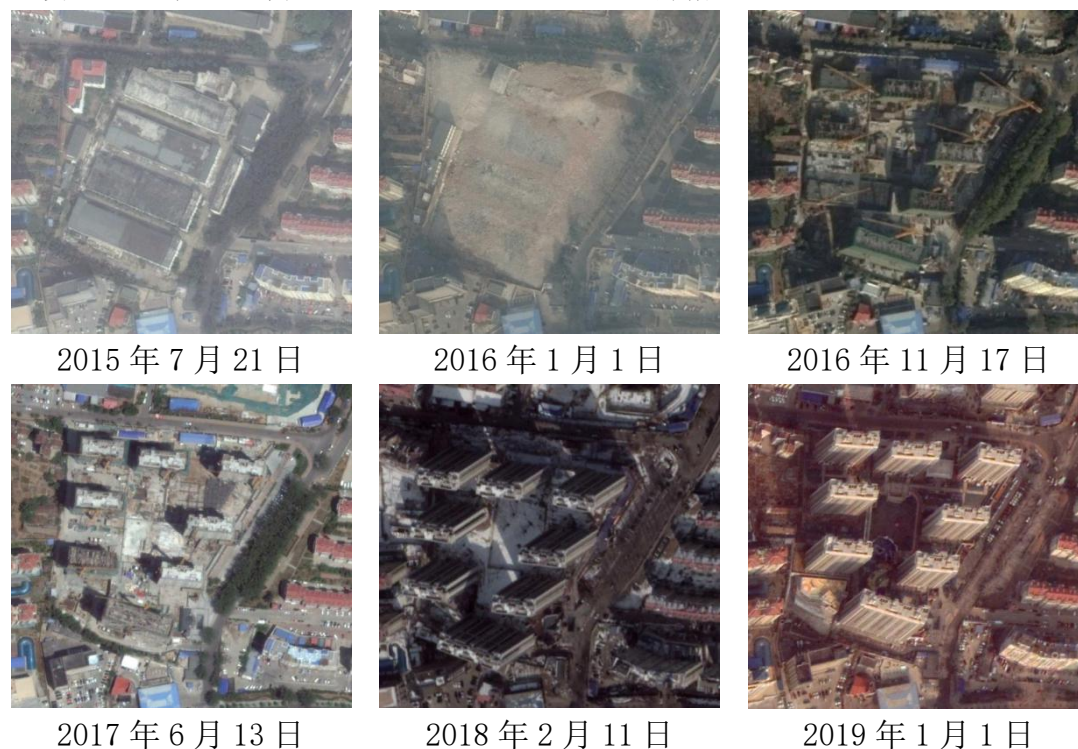 2015 年 7 月 21 日
2016 年 1 月 1 日
2016 年 11 月 17 日
2017 年 6 月 13 日
2018 年 2 月 11 日
2019 年 1 月 1 日